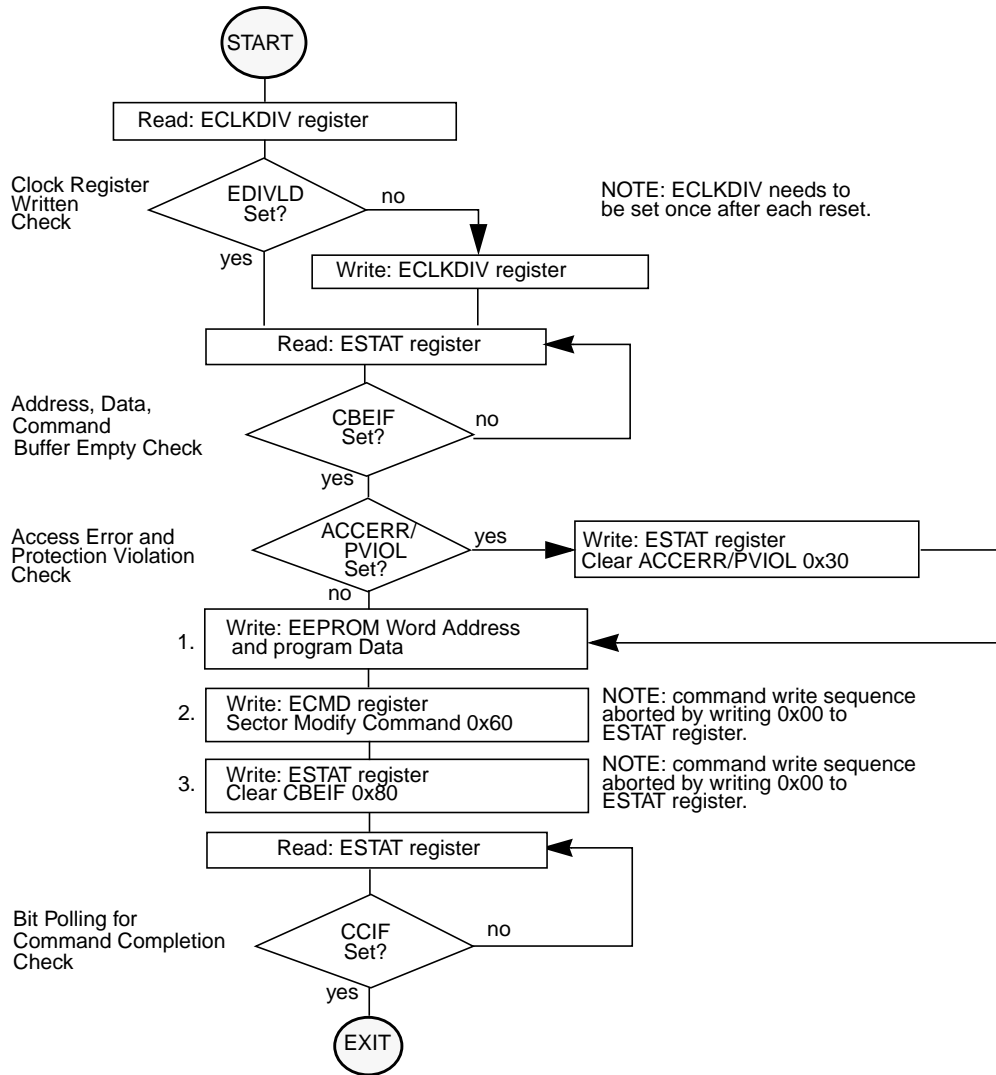 START
Read: ECLKDIV register
Clock Register
Written
Check
EDIVLD
Set?
no
yes
NOTE: ECLKDIV needs to
be set once after each reset.
Write: ECLKDIV register
Read: ESTAT register
Address, Data,
Command
Buffer Empty Check
CBEIF
Set?
no
yes
Access Error and
Protection Violation
Check
ACCERR/
PVIOL
Set?
yes
no
Write: ESTAT register
Clear ACCERR/PVIOL 0x30
1.
Write: EEPROM Word Address
and program Data
2.
Write: ECMD register
Sector Modify Command 0x60
NOTE: command write sequence
aborted by writing 0x00 to
ESTAT register.
3.
Write: ESTAT register
Clear CBEIF 0x80
NOTE: command write sequence
aborted by writing 0x00 to
ESTAT register.
Read: ESTAT register
Bit Polling for
Command Completion
Check
CCIF
Set?
no
yes
EXIT